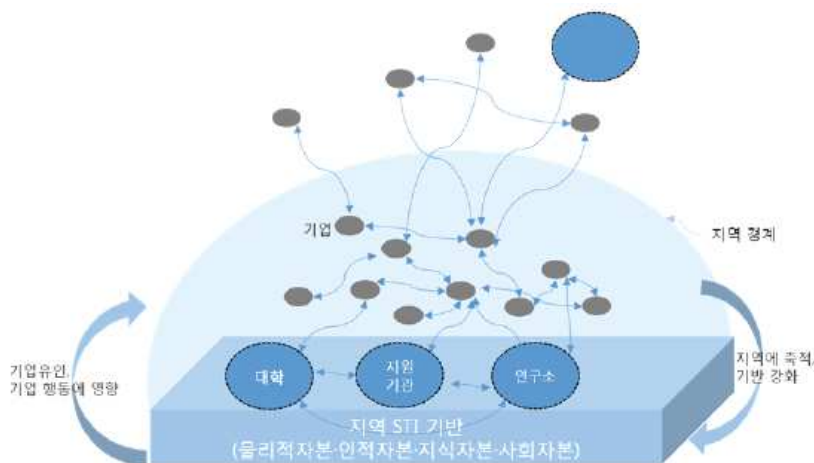 기업
지역 경계
기업유인,
기업 행동에 영향
지역에 축적,
기반 강화
대학
지원
기관
연구소
지역 STI 기반
(물리적자본·인적자본·지식자본·사회자본)